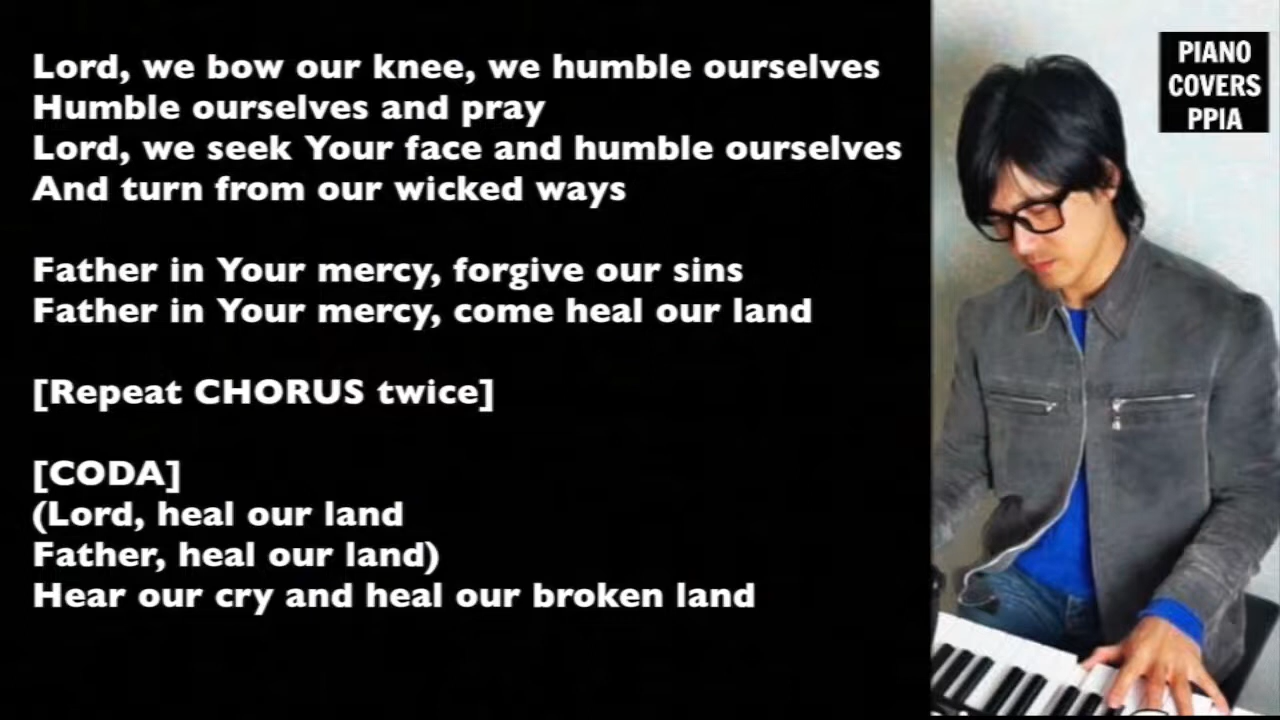 Lord, we bow our knee, we humble ourselves
Humble ourselves and pray
Lord, we seek Your face and humble ourselves
And turn from our wicked ways
Father in Your mercy, forgive our sins
Father in Your mercy, come heal our land
[Repeat CHORUS twice]
[CODA]
(Lord, heal our land
Father, heal our land)
Hear our cry and heal our broken land
PIANO
COVERS
PPIA